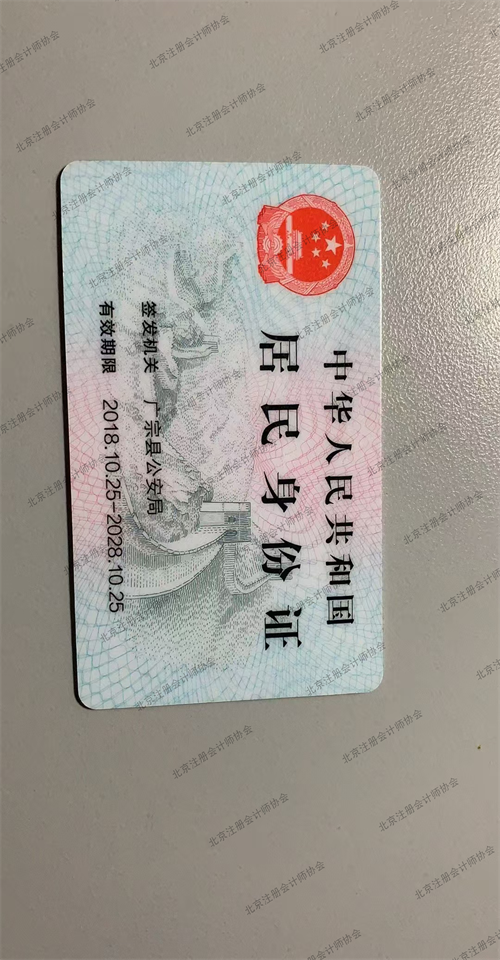 中华人民共和国
居民身份证
签发机关 广宗县公安局
有效期限 2018.10.25-2028.10.25
北京注册会计师协会